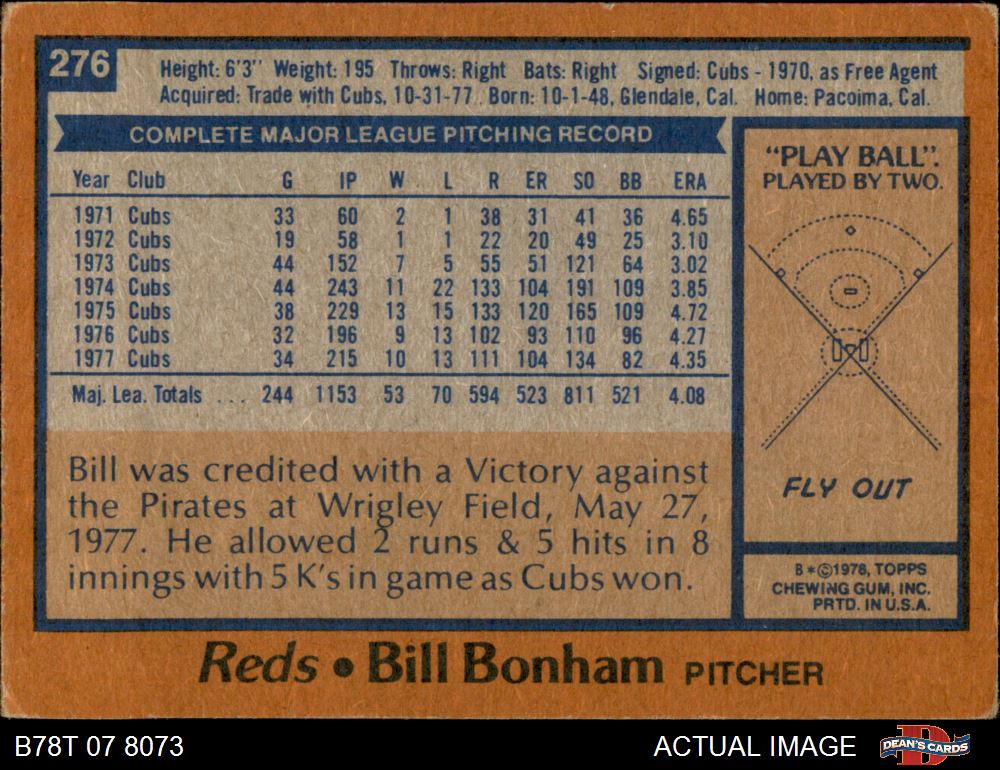 276
Height: 6'3" Weight: 195 Throws: Right Bats: Right Signed: Cubs - 1970, as Free Agent
Acquired: Trade with Cubs, 10-31-77. Born: 10-1-48, Glendale, Cal. Home: Pacoima, Cal.
COMPLETE MAJOR LEAGUE PITCHING RECORD
Year Club G IP W L R ER SO BB ERA
1971 Cubs 33 60 2 1 38 31 41 36 4.65
1972 Cubs 19 58 1 1 22 20 49 25 3.10
1973 Cubs 44 152 7 5 55 51 121 64 3.02
1974 Cubs 44 243 11 22 133 104 191 109 3.85
1975 Cubs 38 229 13 15 133 120 165 109 4.72
1976 Cubs 32 196 9 13 102 93 110 96 4.27
1977 Cubs 34 215 10 13 111 104 134 82 4.35
Maj. Lea. Totals ... 244 1153 53 70 594 523 811 521 4.08
Bill was credited with a Victory against
the Pirates at Wrigley Field, May 27,
1977. He allowed 2 runs & 5 hits in 8
innings with 5 K's in game as Cubs won.
"PLAY BALL".
PLAYED BY TWO.
FLY OUT
B*©1978, TOPPS
CHEWING GUM, INC.
PRTD. IN U.S.A.
Reds • Bill Bonham PITCHER
B78T 07 8073
ACTUAL IMAGE
DEAN'S CARDS